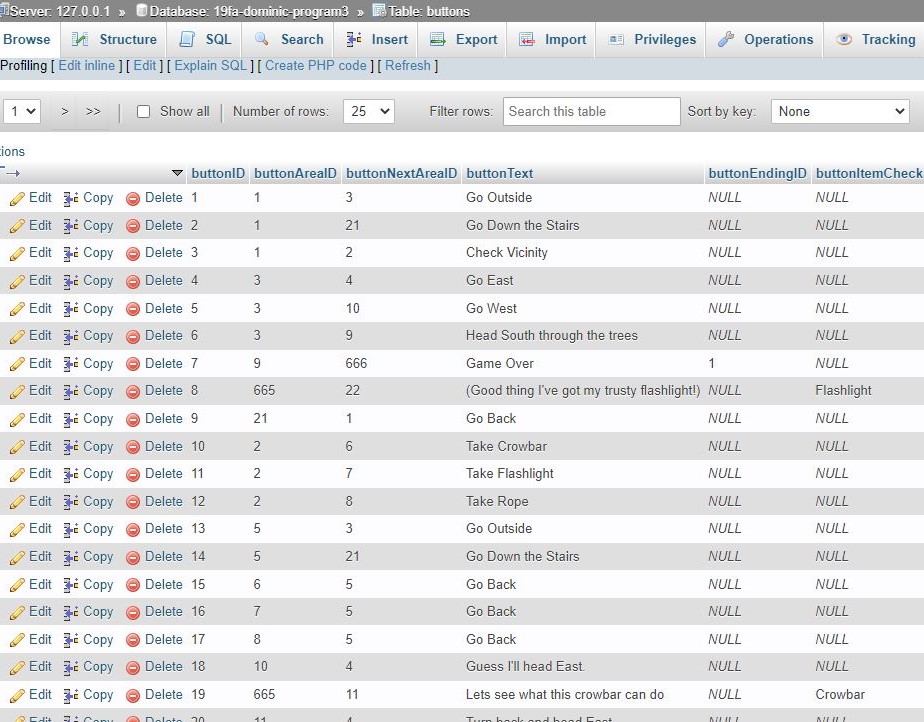 Server: 127.0.0.1 » Database: 19fa-dominic-program3 » Table: buttons
Browse Structure SQL Search Insert Export Import Privileges Operations Tracking
Profiling [ Edit inline ] [ Edit ] [ Explain SQL ] [ Create PHP code ] [ Refresh ]
1 > >> Show all Number of rows: 25 Filter rows: Search this table Sort by key: None
ions
buttonID buttonAreaID buttonNextAreaID buttonText buttonEndingID buttonItemCheck
Edit Copy Delete 1 1 3 Go Outside NULL NULL
Edit Copy Delete 2 1 21 Go Down the Stairs NULL NULL
Edit Copy Delete 3 1 2 Check Vicinity NULL NULL
Edit Copy Delete 4 3 4 Go East NULL NULL
Edit Copy Delete 5 3 10 Go West NULL NULL
Edit Copy Delete 6 3 9 Head South through the trees NULL NULL
Edit Copy Delete 7 9 666 Game Over 1 NULL
Edit Copy Delete 8 665 22 (Good thing I've got my trusty flashlight!) NULL Flashlight
Edit Copy Delete 9 21 1 Go Back NULL NULL
Edit Copy Delete 10 2 6 Take Crowbar NULL NULL
Edit Copy Delete 11 2 7 Take Flashlight NULL NULL
Edit Copy Delete 12 2 8 Take Rope NULL NULL
Edit Copy Delete 13 5 3 Go Outside NULL NULL
Edit Copy Delete 14 5 21 Go Down the Stairs NULL NULL
Edit Copy Delete 15 6 5 Go Back NULL NULL
Edit Copy Delete 16 7 5 Go Back NULL NULL
Edit Copy Delete 17 8 5 Go Back NULL NULL
Edit Copy Delete 18 10 4 Guess I'll head East. NULL NULL
Edit Copy Delete 19 665 11 Lets see what this crowbar can do NULL Crowbar
Edit Copy Delete 20 11 4 Turn back and head East NULL NULL